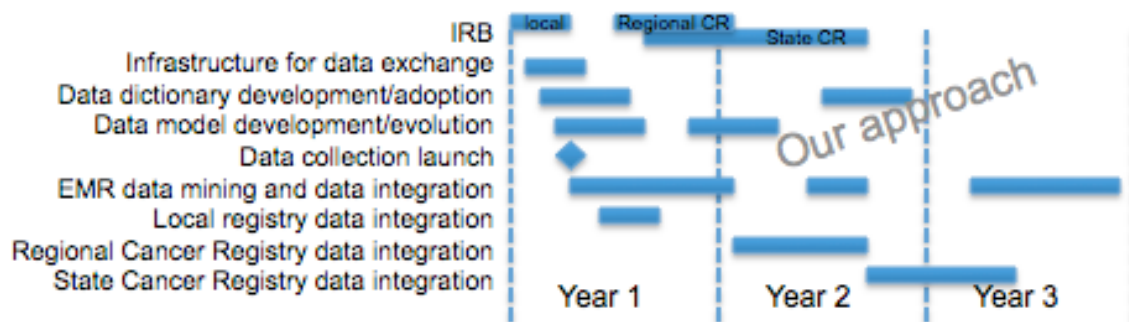 local Regional CR
IRB State CR
Infrastructure for data exchange
Data dictionary development/adoption
Data model development/evolution
Our approach
Data collection launch
EMR data mining and data integration
Local registry data integration
Regional Cancer Registry data integration
State Cancer Registry data integration
Year 1 Year 2 Year 3